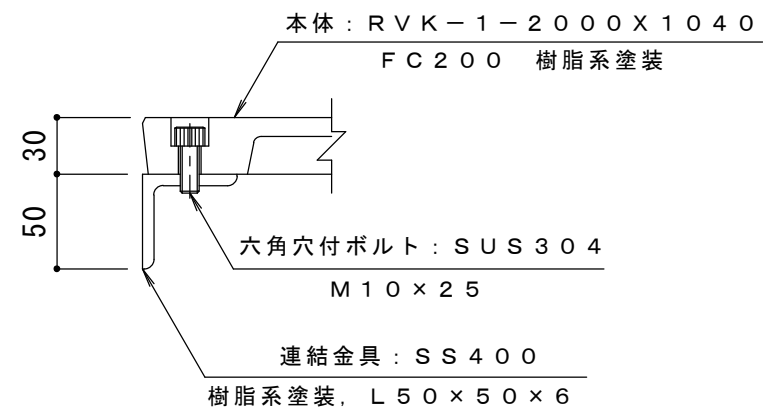 本体：ＲＶＫ－１－２０００Ｘ１０４０
ＦＣ２００　樹脂系塗装
30
50
六角穴付ボルト：ＳＵＳ３０４
Ｍ１０×２５
連結金具：ＳＳ４００
樹脂系塗装，Ｌ５０×５０×６